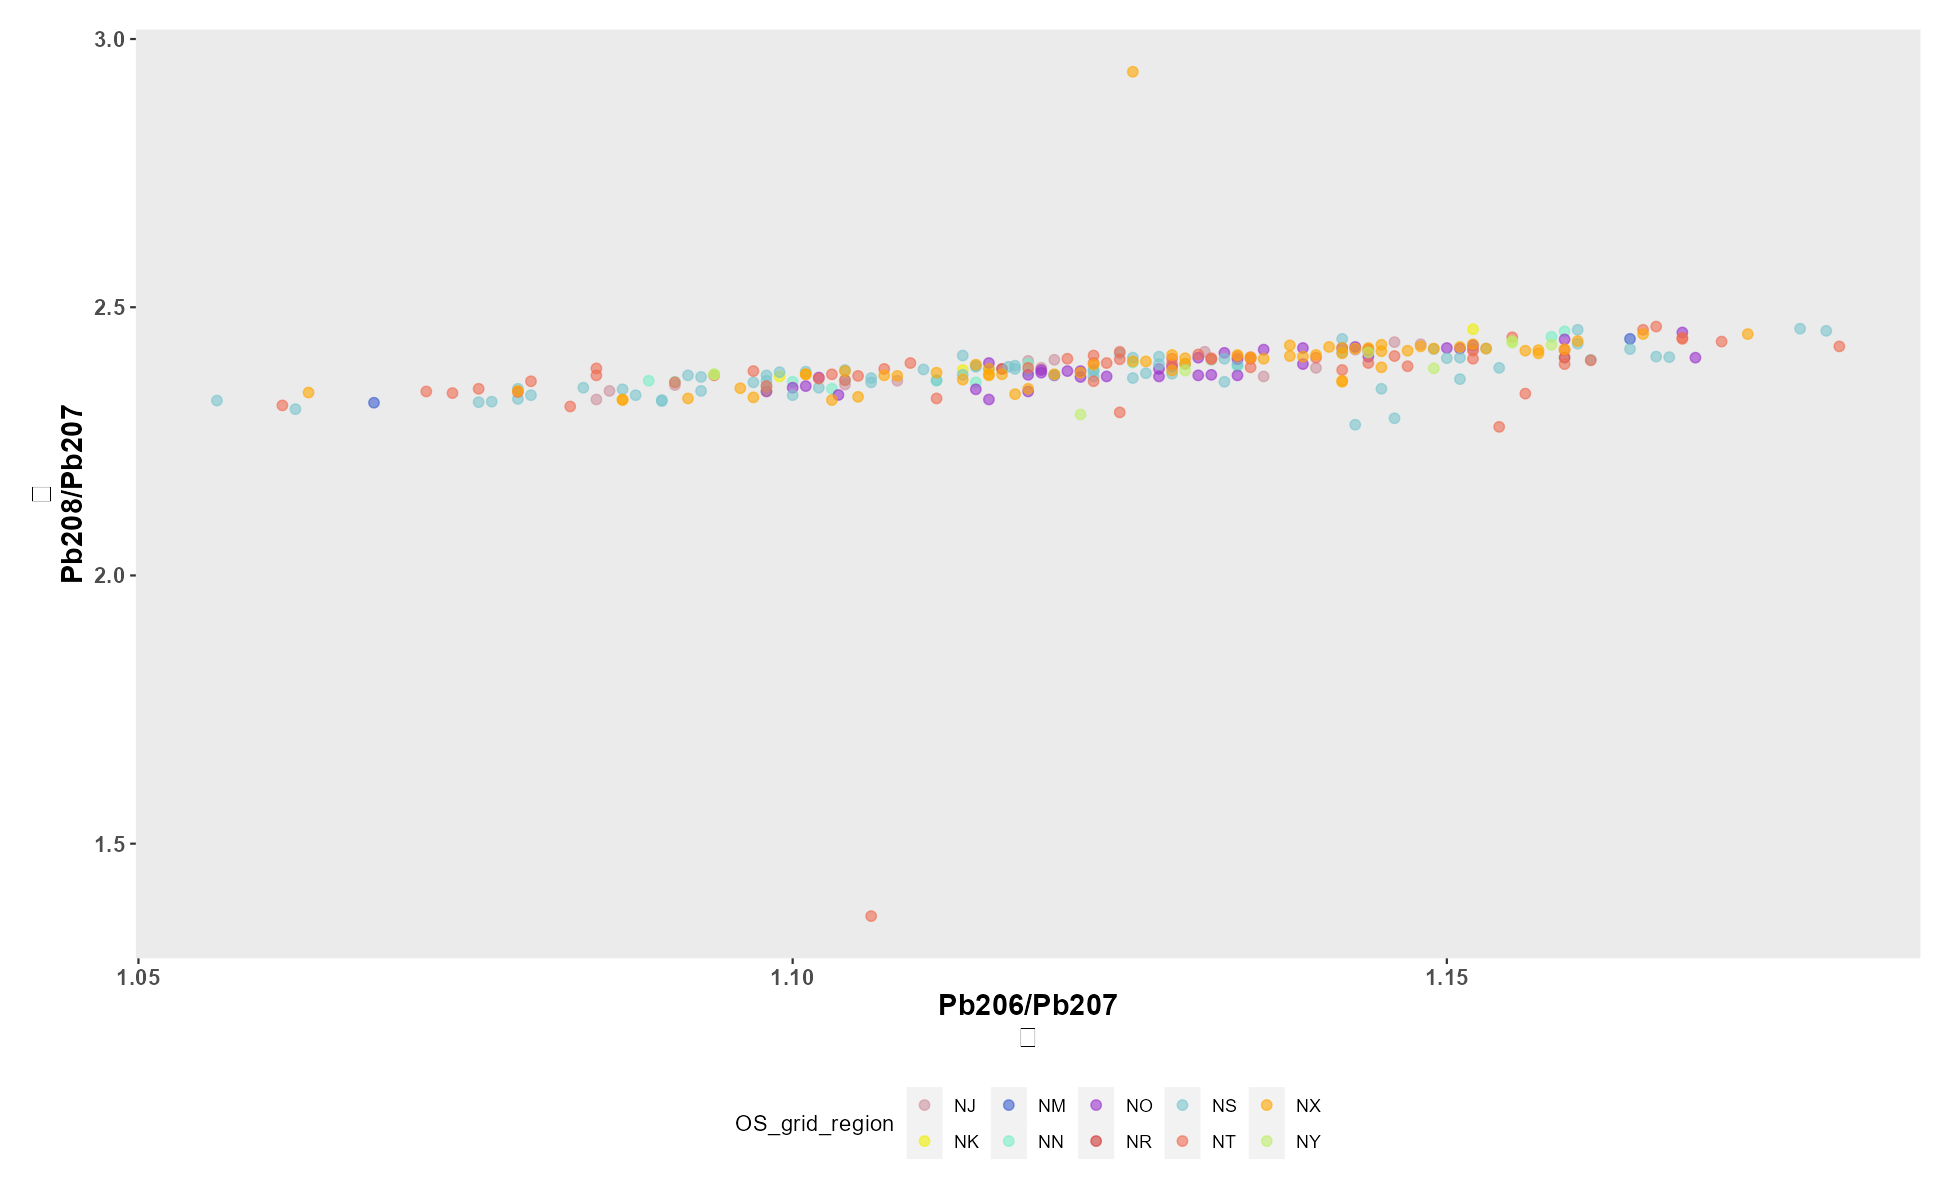 3.0
2.5
2.0
1.5
Pb208/Pb207
1.05 1.10 1.15
Pb206/Pb207
OS_grid_region
NJ NM NO NS NX
NK NN NR NT NY